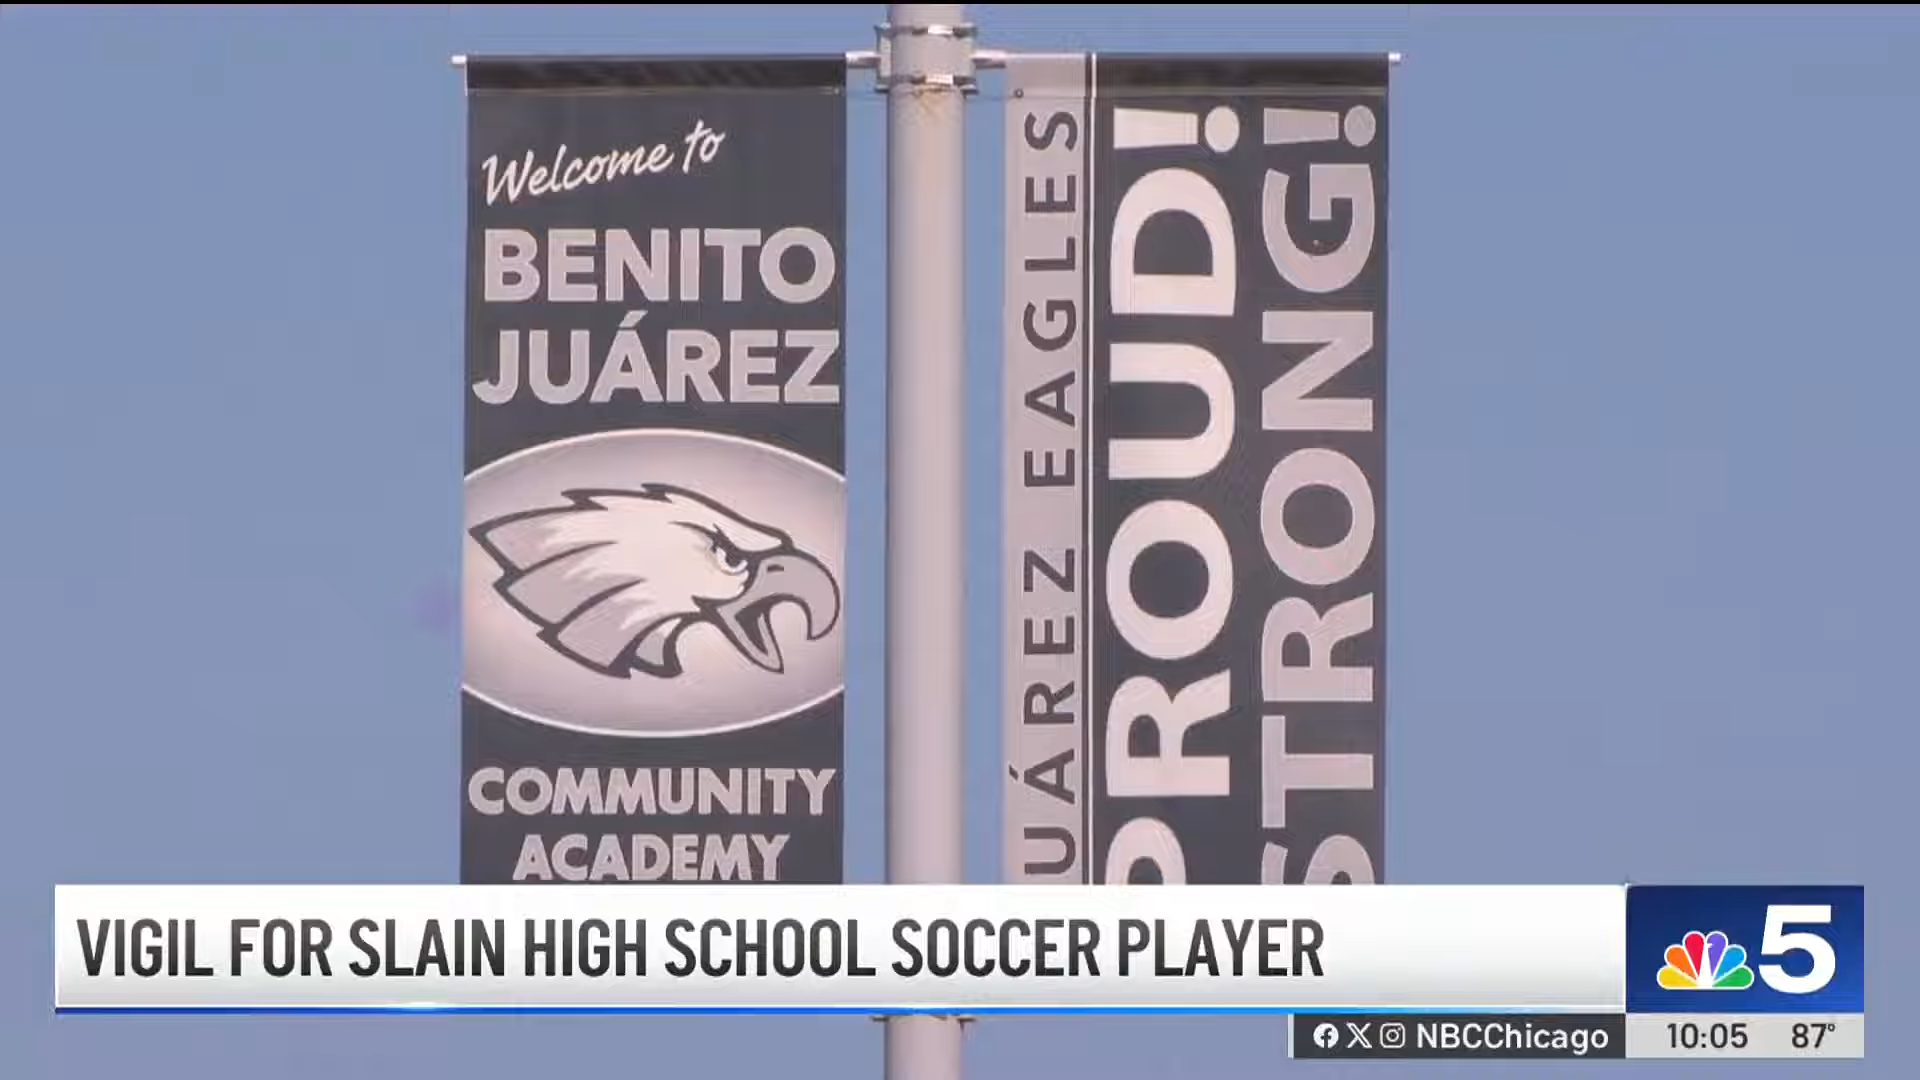 Welcome to
BENITO
JUÁREZ
COMMUNITY
ACADEMY
UÁREZ EAGLES
PROUD!
STRONG!
VIGIL FOR SLAIN HIGH SCHOOL SOCCER PLAYER
5
NBCChicago
10:05 87°